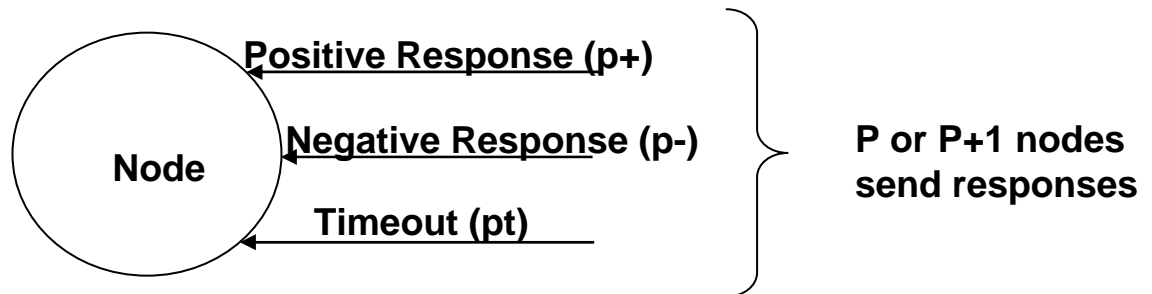 Positive Response (p+)
Negative Response (p-)
Node
Timeout (pt)
P or P+1 nodes
send responses